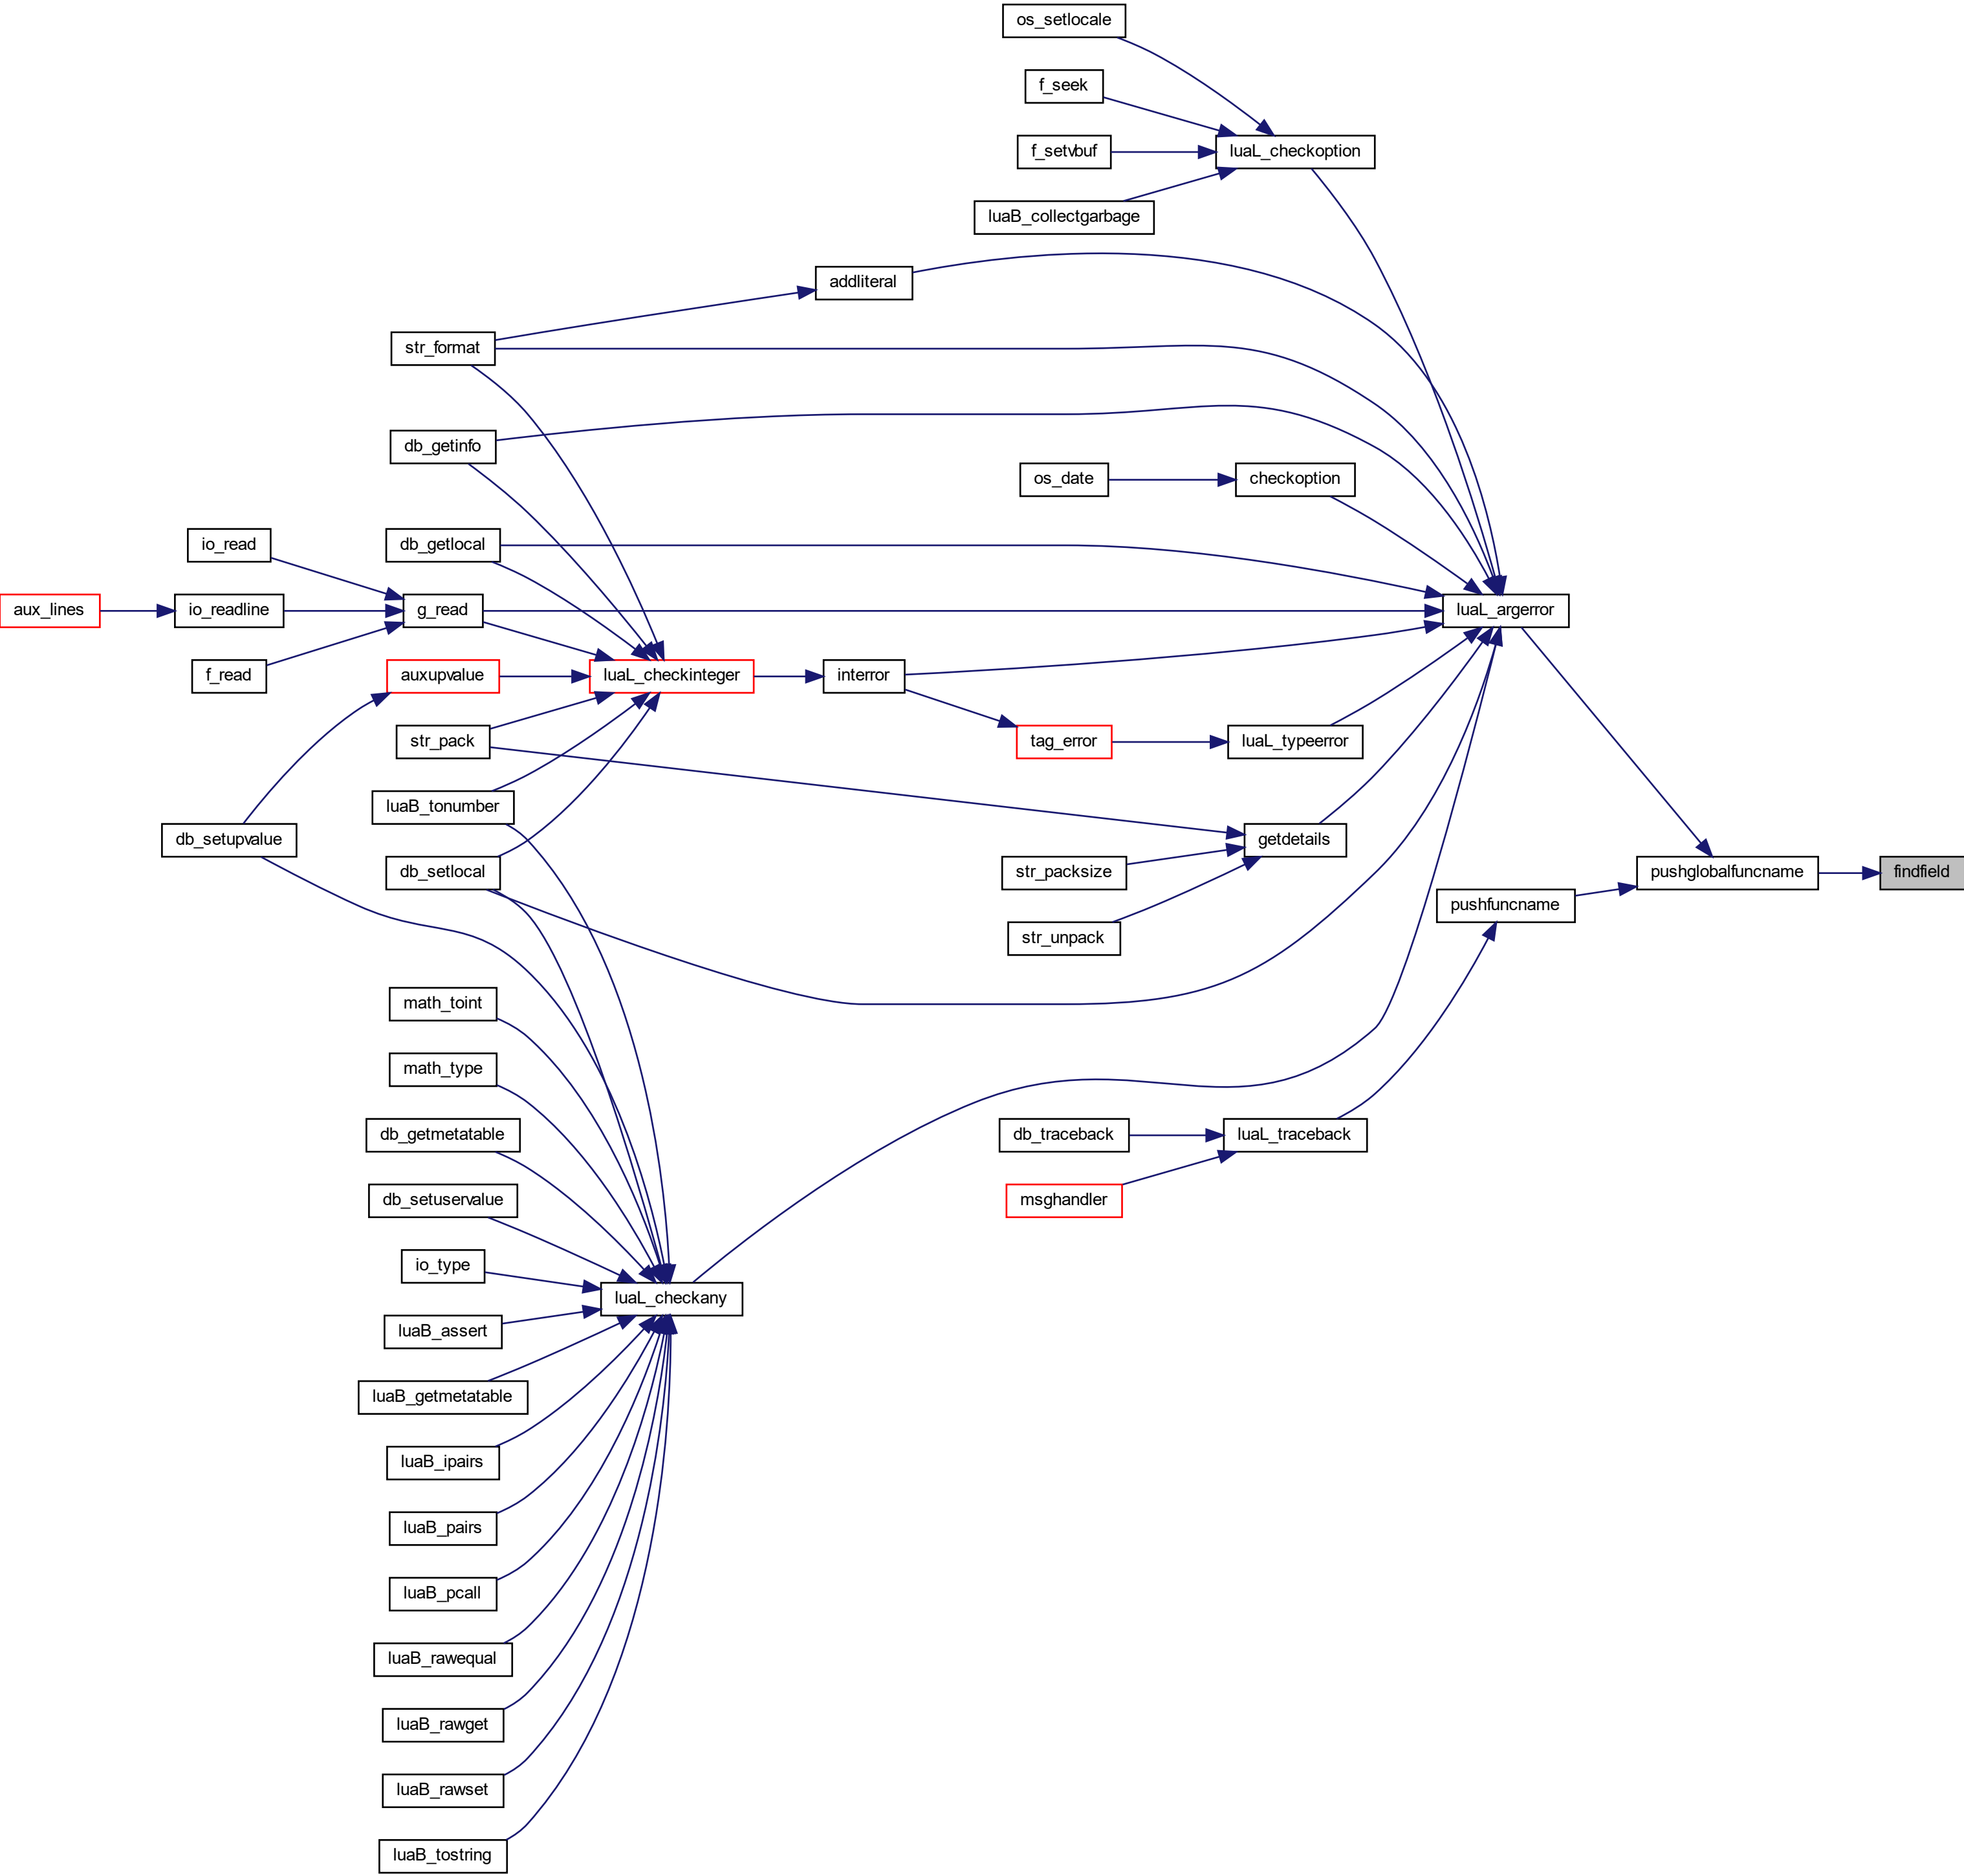 os_setlocale
f_seek
f_setvbuf
luaL_checkoption
luaB_collectgarbage
addliteral
str_format
db_getinfo
os_date
checkoption
io_read
db_getlocal
aux_lines
io_readline
g_read
luaL_argerror
f_read
auxupvalue
luaL_checkinteger
interror
str_pack
tag_error
luaL_typeerror
luaB_tonumber
db_setupvalue
getdetails
db_setlocal
str_packsize
pushglobalfuncname
findfield
pushfuncname
str_unpack
math_toint
math_type
db_getmetatable
db_traceback
luaL_traceback
db_setuservalue
msghandler
io_type
luaL_checkany
luaB_assert
luaB_getmetatable
luaB_ipairs
luaB_pairs
luaB_pcall
luaB_rawequal
luaB_rawget
luaB_rawset
luaB_tostring